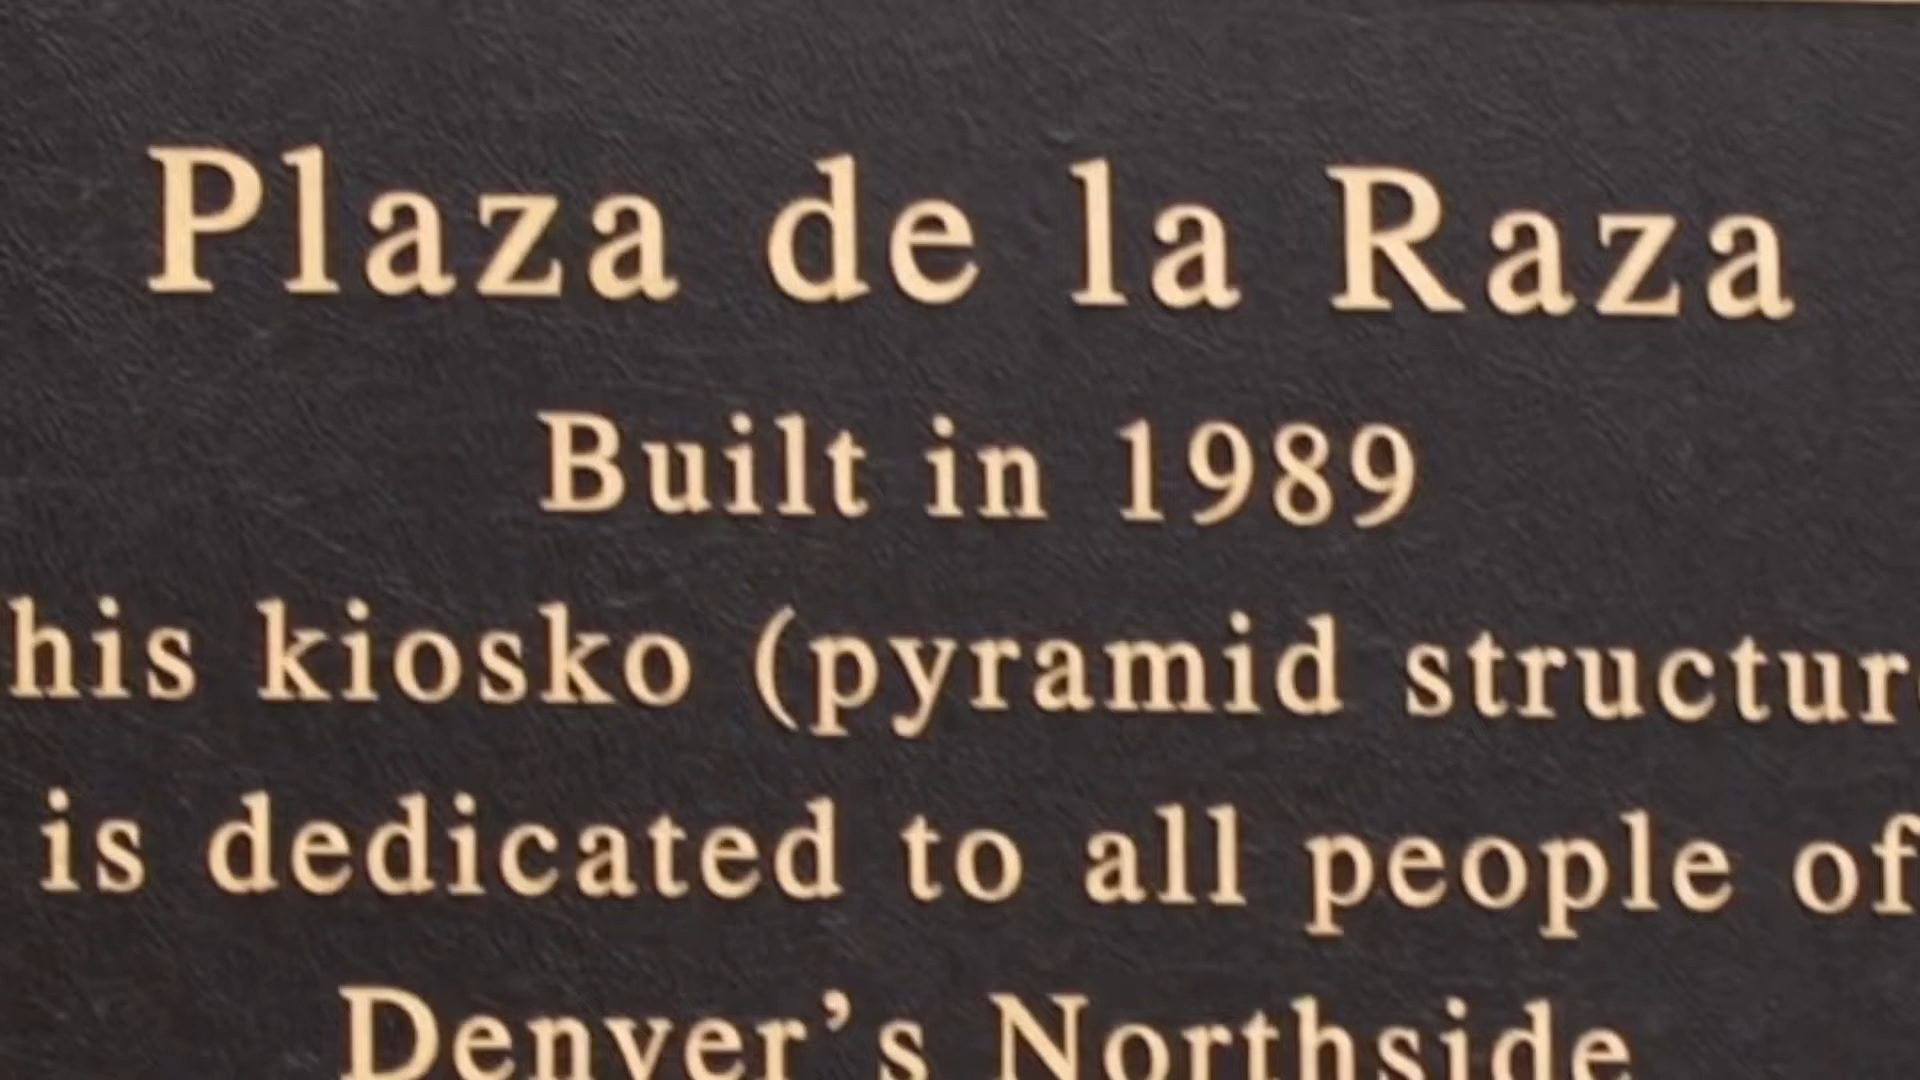 Plaza de la Raza
Built in 1989
his kiosko (pyramid structur
is dedicated to all people of
Denver’s Northside